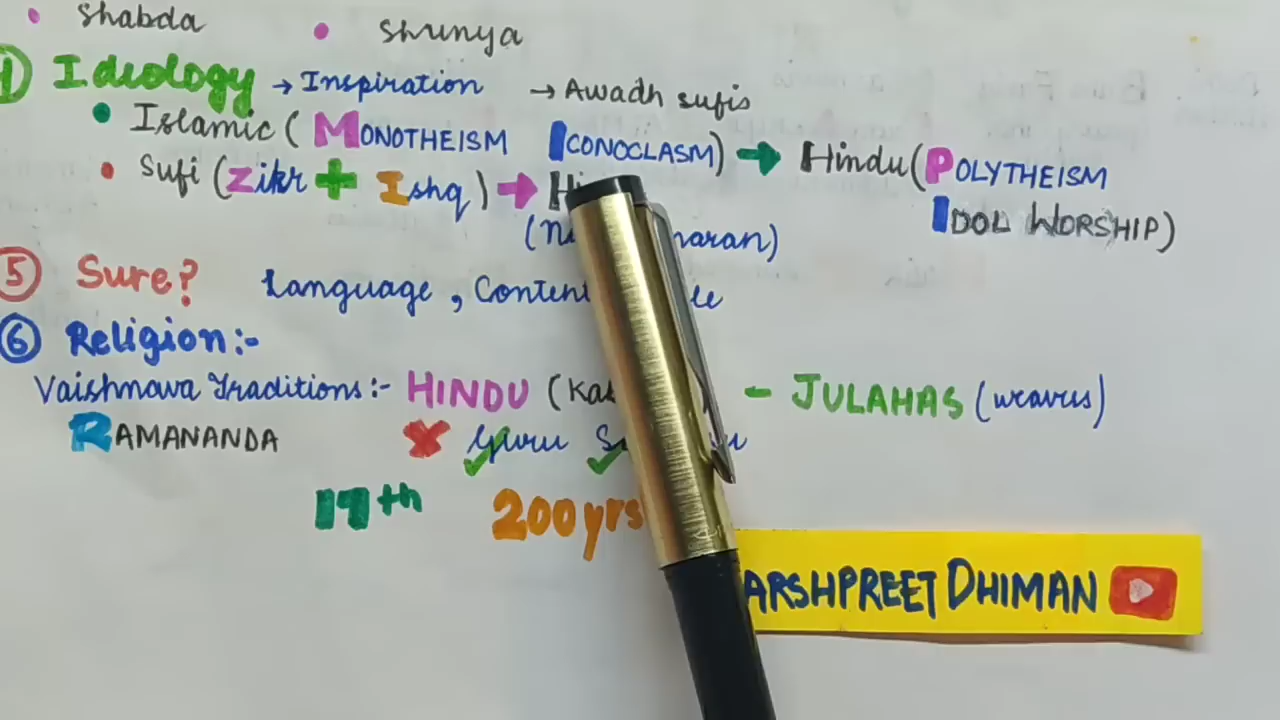 • Shabda • Shunya
Ideology → Inspiration → Awadh sufis
• Islamic (MONOTHEISM ICONOCLASM) → Hindu (POLYTHEISM
• Sufi (Zikr + Ishq) → IDOL WORSHIP)
⑤ Sure? Language, Content
⑥ Religion:-
Vaishnava Traditions:- HINDU ( - JULAHAS (weavers)
RAMANANDA ✗ Guru
17th 200yrs
ARSHPREET DHIMAN